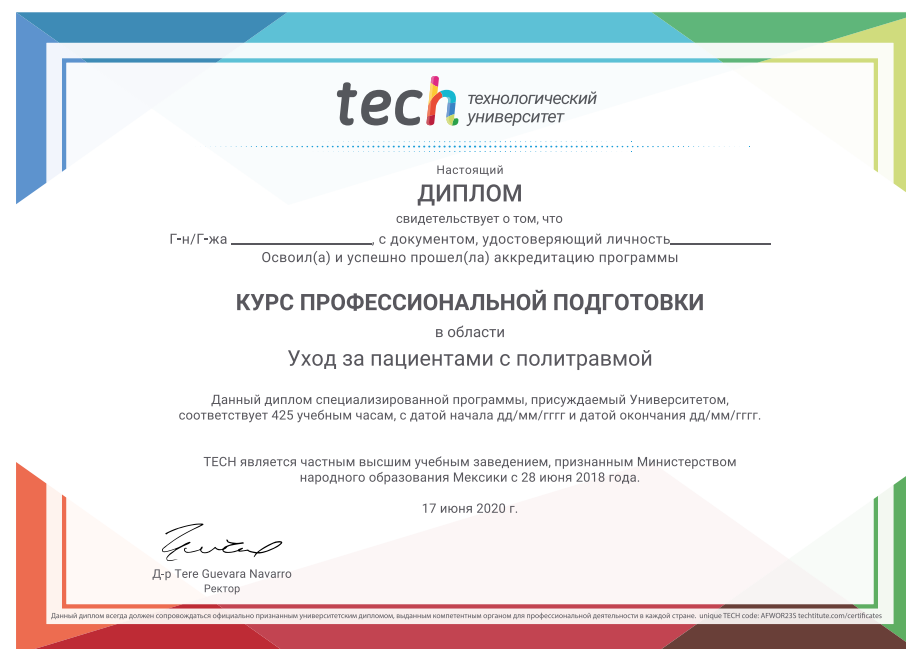 tech технологический
университет
Настоящий
ДИПЛОМ
свидетельствует о том, что
Г-н/Г-жа ____________________, с документом, удостоверяющий личность______________
Освоил(а) и успешно прошел(ла) аккредитацию программы
КУРС ПРОФЕССИОНАЛЬНОЙ ПОДГОТОВКИ
в области
Уход за пациентами с политравмой
Данный диплом специализированной программы, присуждаемый Университетом,
соответствует 425 учебным часам, с датой начала дд/мм/гггг и датой окончания дд/мм/гггг.
TECH является частным высшим учебным заведением, признанным Министерством
народного образования Мексики с 28 июня 2018 года.
17 июня 2020 г.
Д-р Tere Guevara Navarro
Ректор
Данный диплом всегда должен сопровождаться официально признанным университетским дипломом, выданным компетентным органом для профессиональной деятельности в каждой стране. unique TECH code: AFWOR23S techtitute.com/certificates